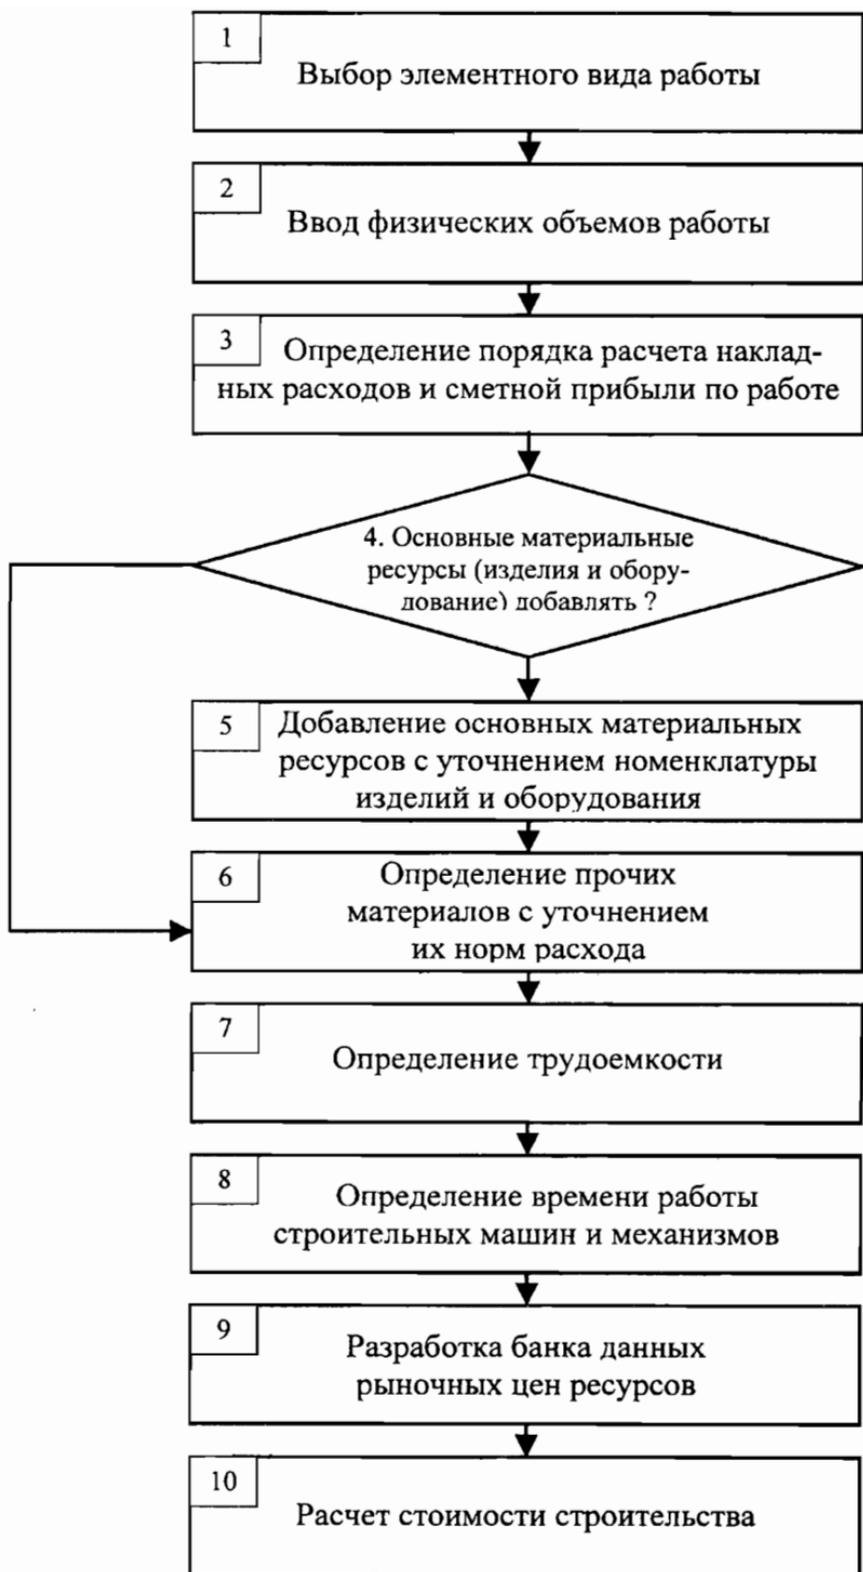 1
Выбор элементного вида работы
2
Ввод физических объемов работы
3
Определение порядка расчета наклад-
ных расходов и сметной прибыли по работе
4. Основные материальные
ресурсы (изделия и обору-
дование) добавлять ?
5
Добавление основных материальных
ресурсов с уточнением номенклатуры
изделий и оборудования
6
Определение прочих
материалов с уточнением
их норм расхода
7
Определение трудоемкости
8
Определение времени работы
строительных машин и механизмов
9
Разработка банка данных
рыночных цен ресурсов
10
Расчет стоимости строительства